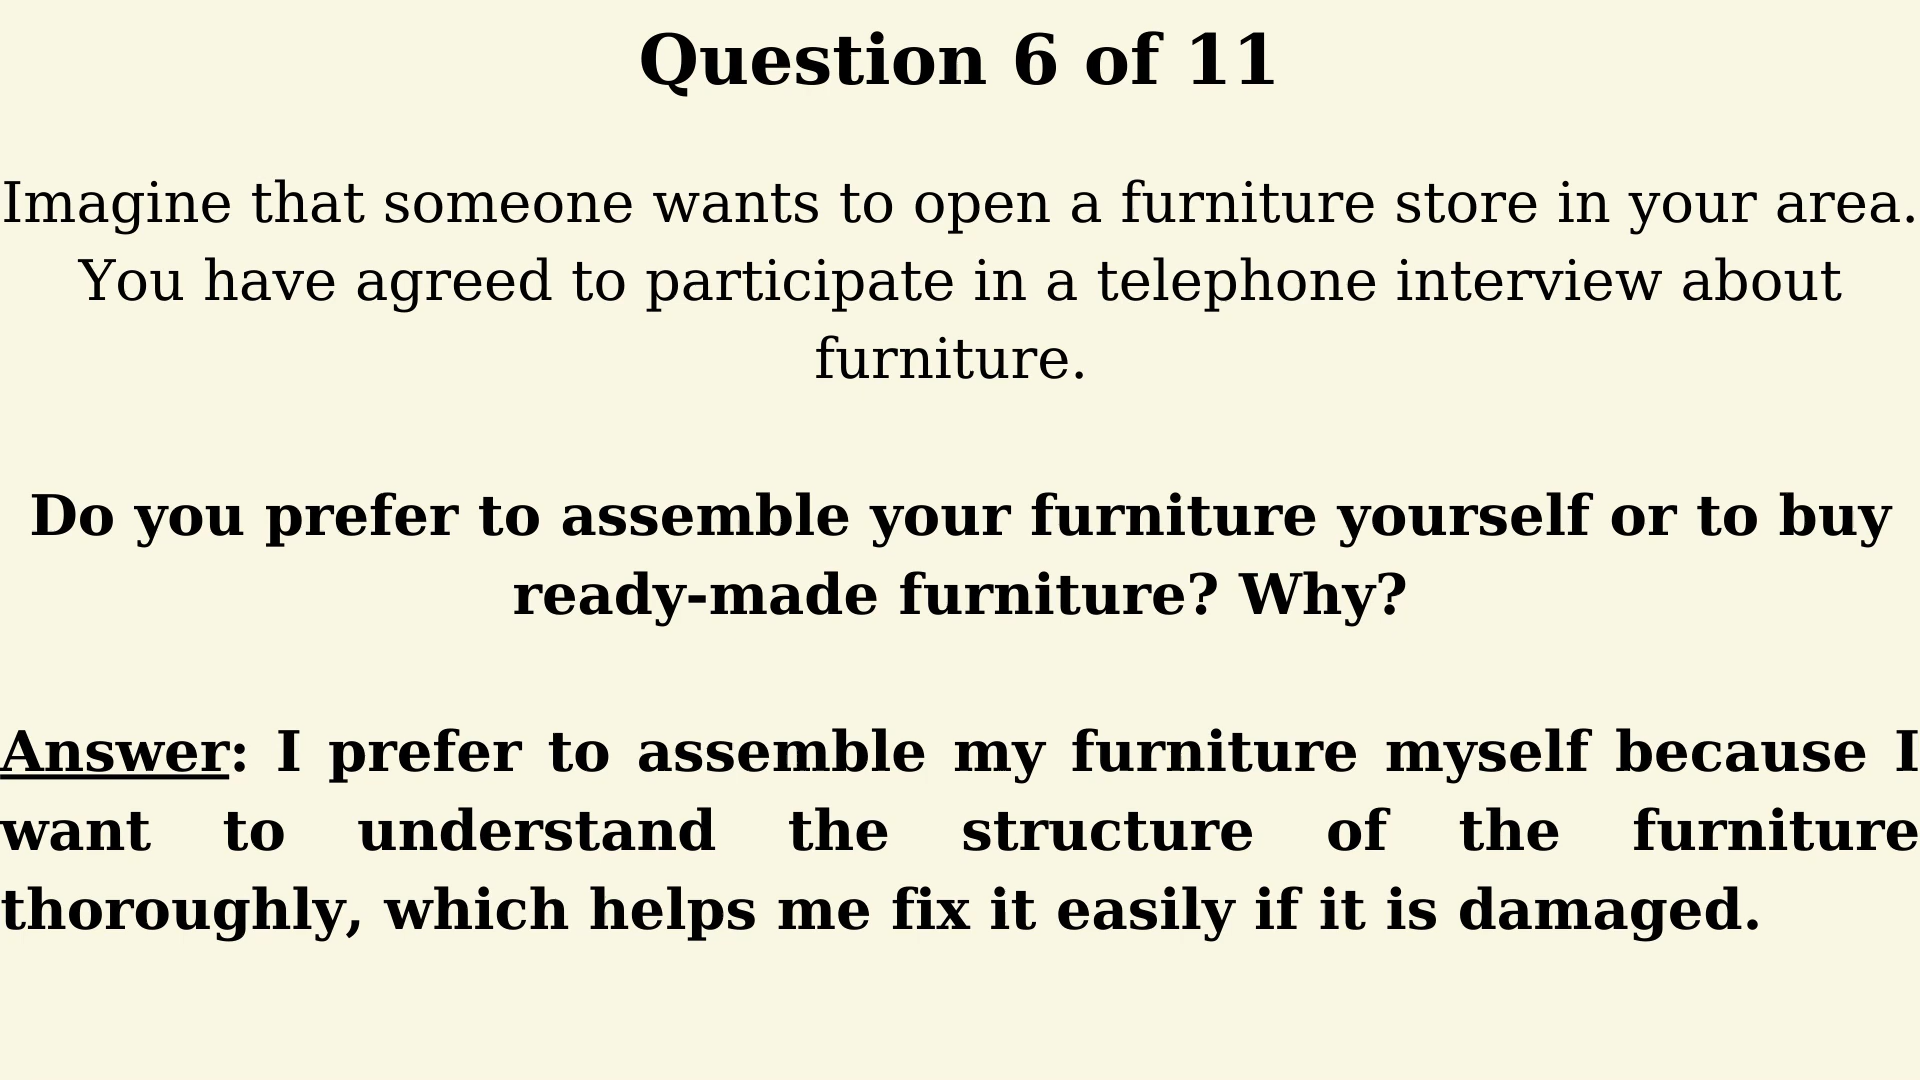 Question 6 of 11
Imagine that someone wants to open a furniture store in your area.
You have agreed to participate in a telephone interview about
furniture.
Do you prefer to assemble your furniture yourself or to buy
ready-made furniture? Why?
Answer: I prefer to assemble my furniture myself because I
want to understand the structure of the furniture
thoroughly, which helps me fix it easily if it is damaged.